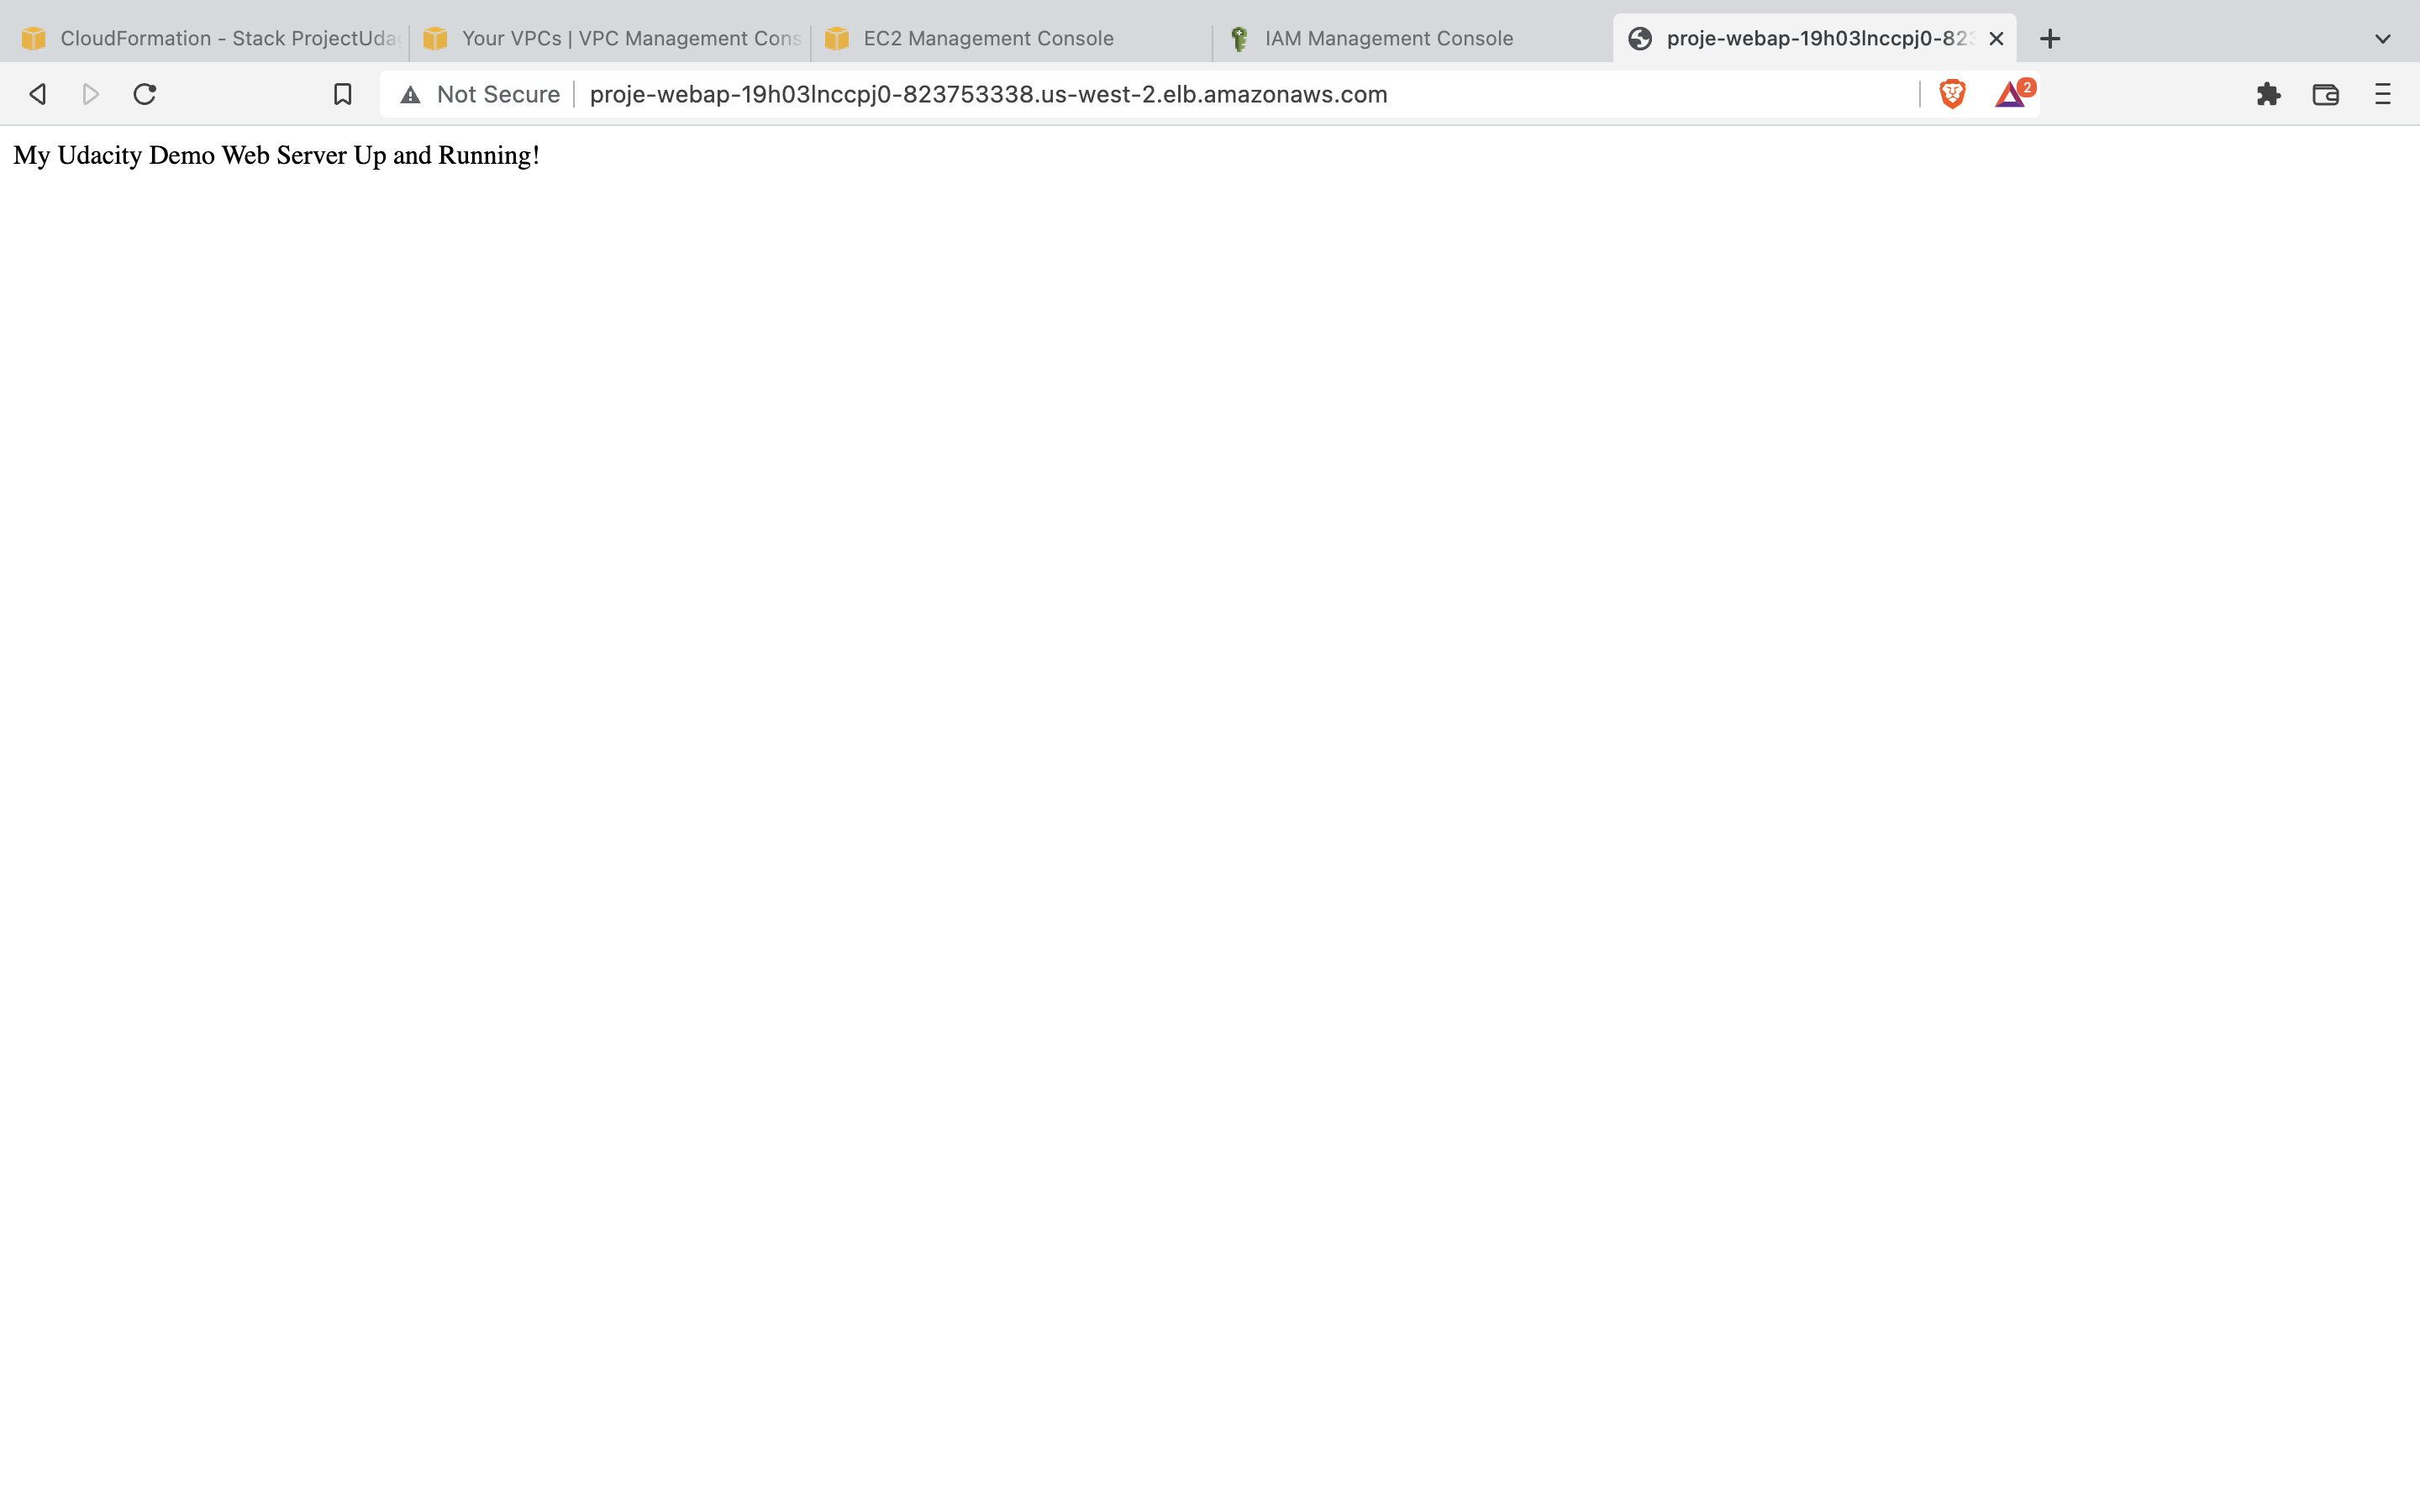 CloudFormation - Stack ProjectUda
Your VPCs | VPC Management Cons
EC2 Management Console
IAM Management Console
proje-webap-19h03lnccpj0-82
Not Secure
proje-webap-19h03lnccpj0-823753338.us-west-2.elb.amazonaws.com
2
My Udacity Demo Web Server Up and Running!